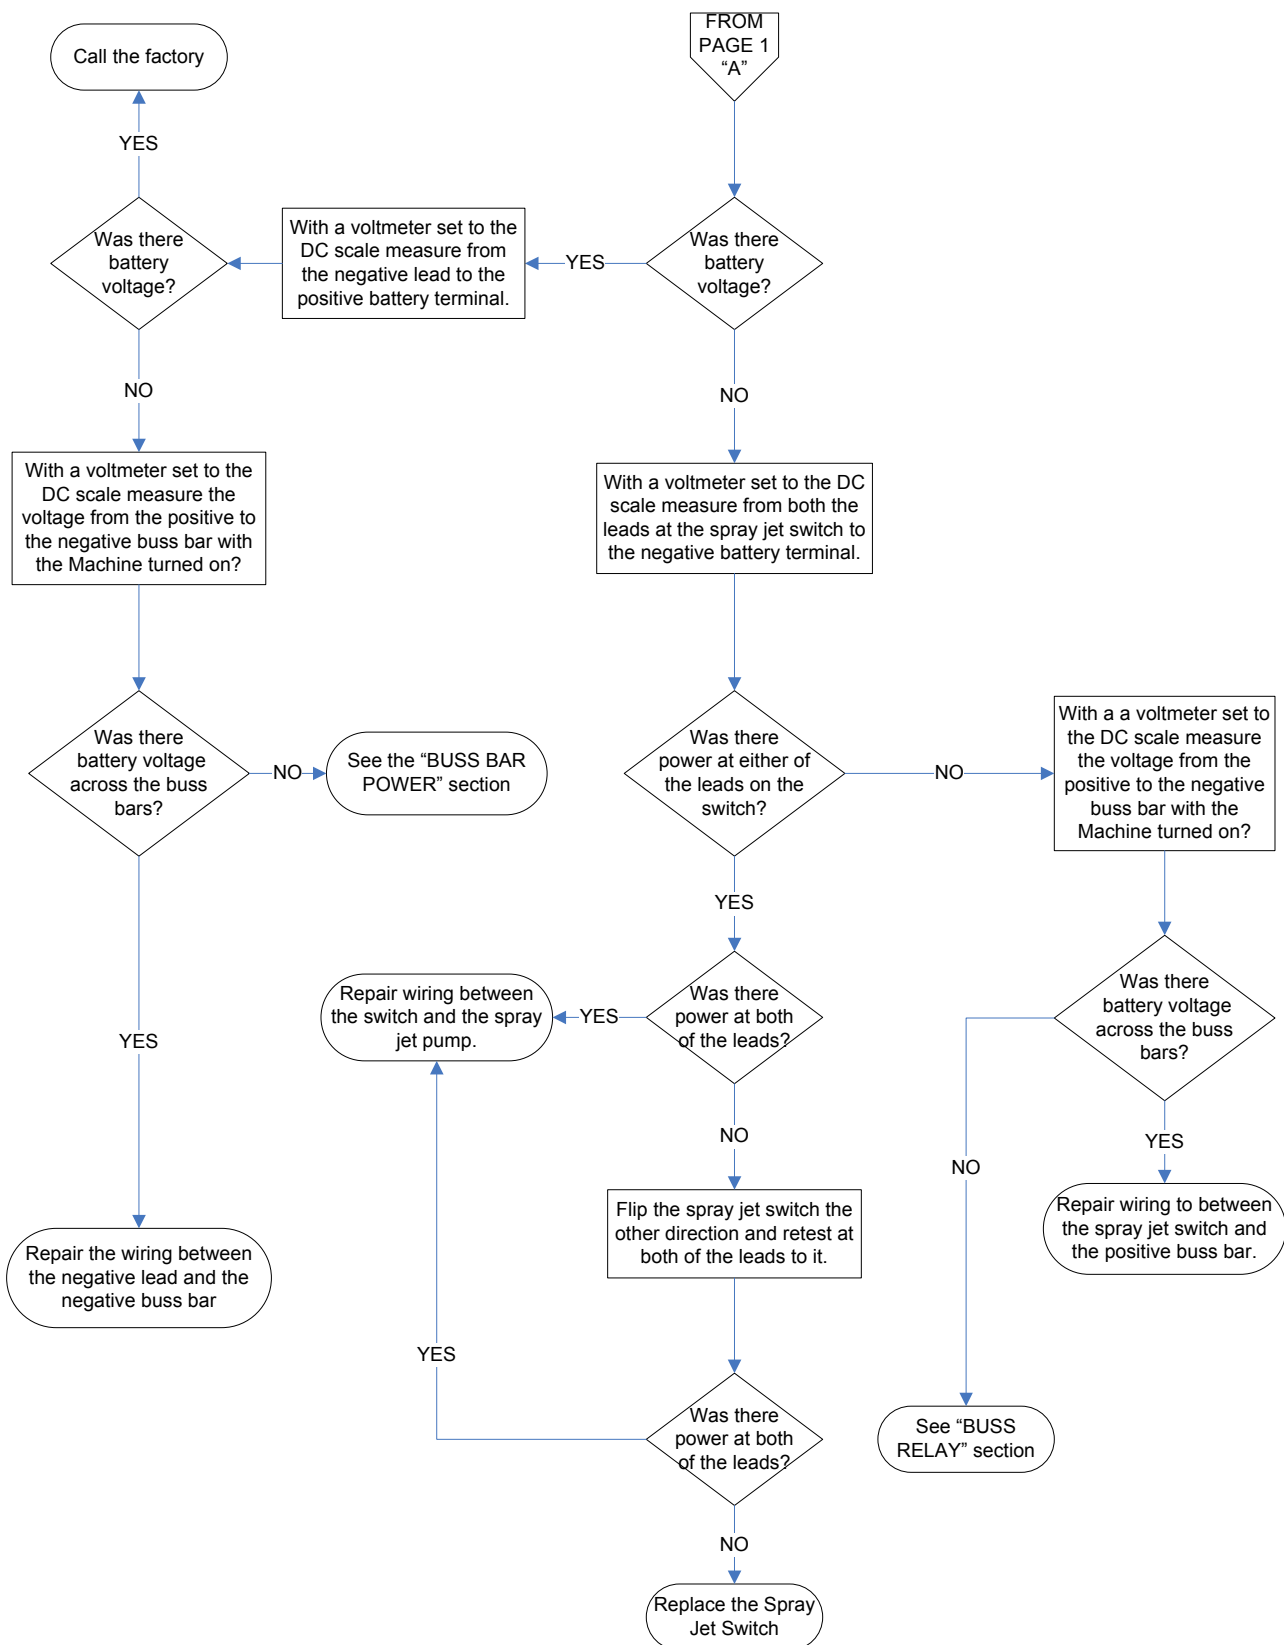 FROM
PAGE 1
“A”
Call the factory
YES
Was there
battery
voltage?
With a voltmeter set to the
DC scale measure from
the negative lead to the
positive battery terminal.
YES
Was there
battery
voltage?
NO
NO
With a voltmeter set to the
DC scale measure the
voltage from the positive to
the negative buss bar with
the Machine turned on?
With a voltmeter set to the DC
scale measure from both the
leads at the spray jet switch to
the negative battery terminal.
Was there
battery voltage
across the buss
bars?
NO
See the “BUSS BAR
POWER” section
Was there
power at either of
the leads on the
switch?
NO
With a a voltmeter set to
the DC scale measure
the voltage from the
positive to the negative
buss bar with the
Machine turned on?
YES
Repair wiring between
the switch and the spray
jet pump.
YES
Was there
power at both
of the leads?
Was there
battery voltage
across the buss
bars?
YES
NO
NO
YES
Flip the spray jet switch the
other direction and retest at
both of the leads to it.
Repair wiring to between
the spray jet switch and
the positive buss bar.
Repair the wiring between
the negative lead and the
negative buss bar
YES
Was there
power at both
of the leads?
See “BUSS
RELAY” section
NO
Replace the Spray
Jet Switch